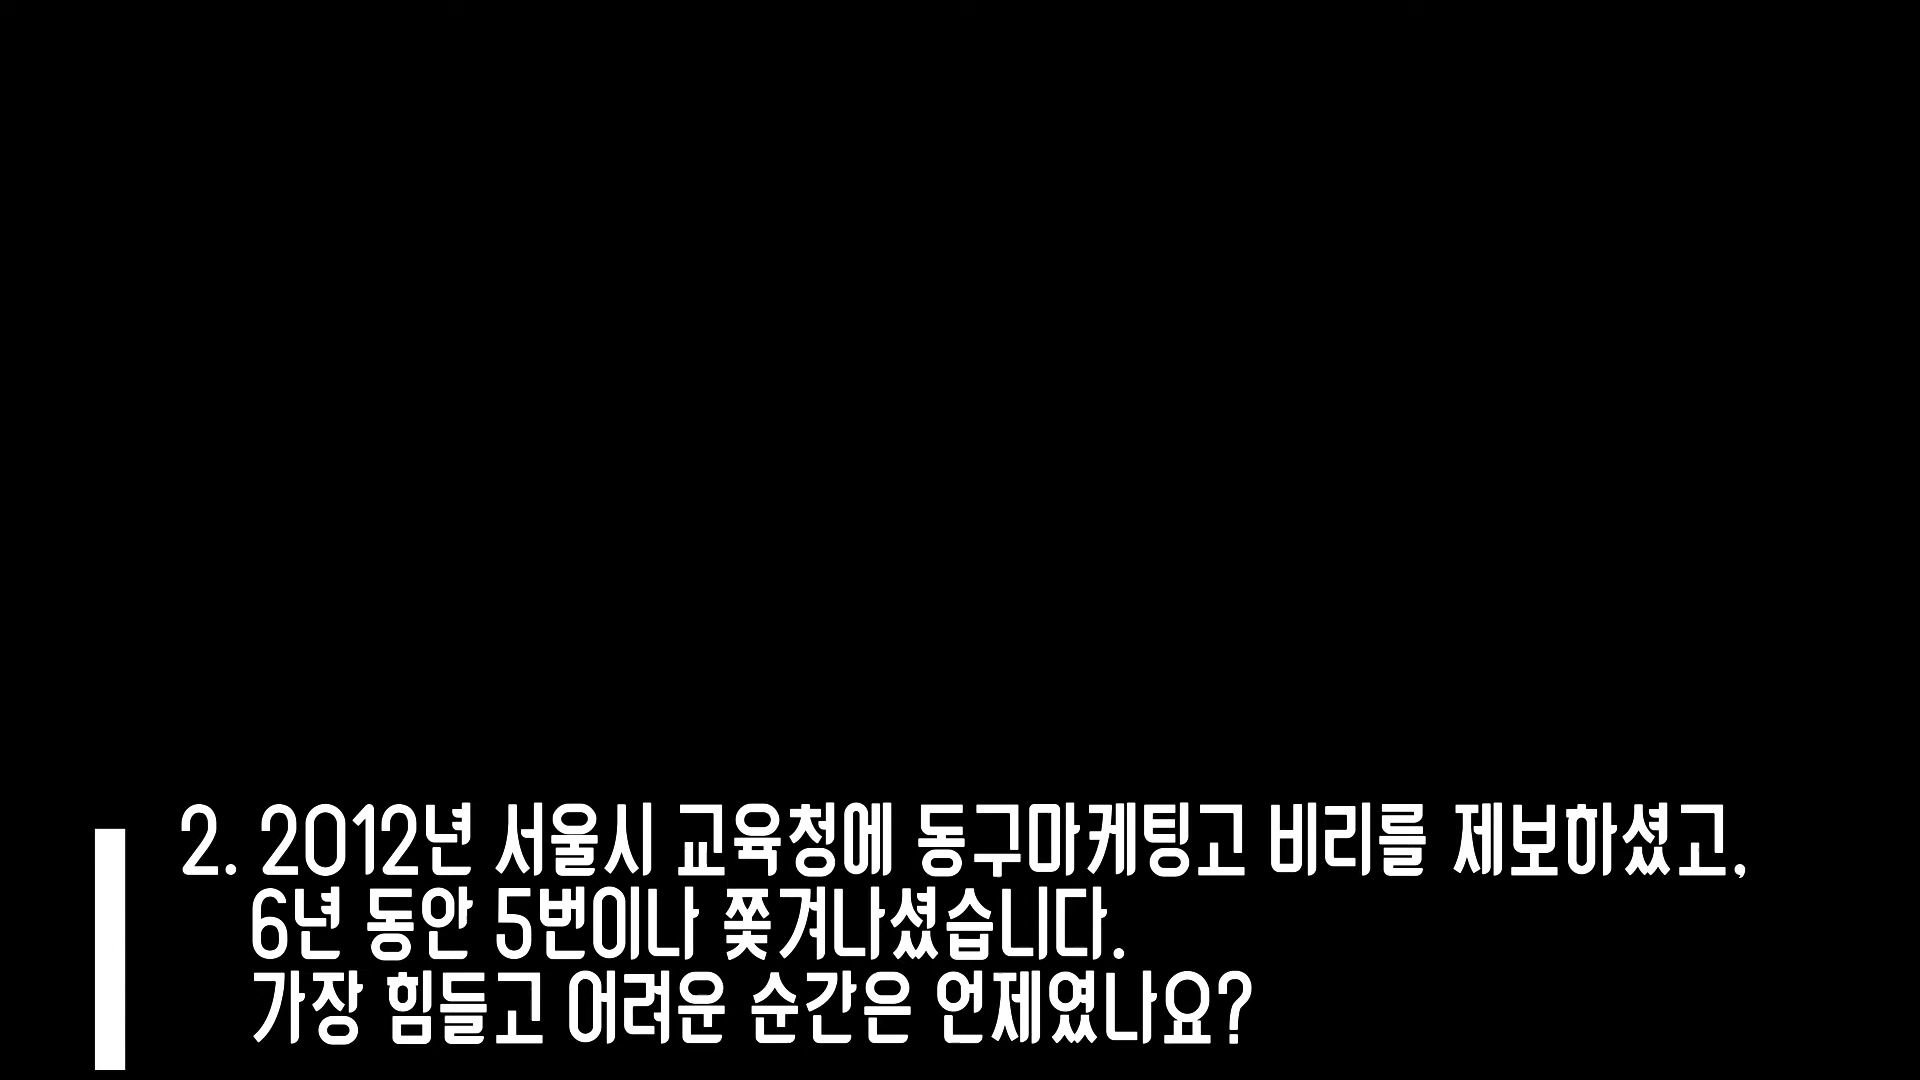 2. 2012년 서울시 교육청에 동구마케팅고 비리를 제보하셨고,
6년 동안 5번이나 쫓겨나셨습니다.
가장 힘들고 어려운 순간은 언제였나요?